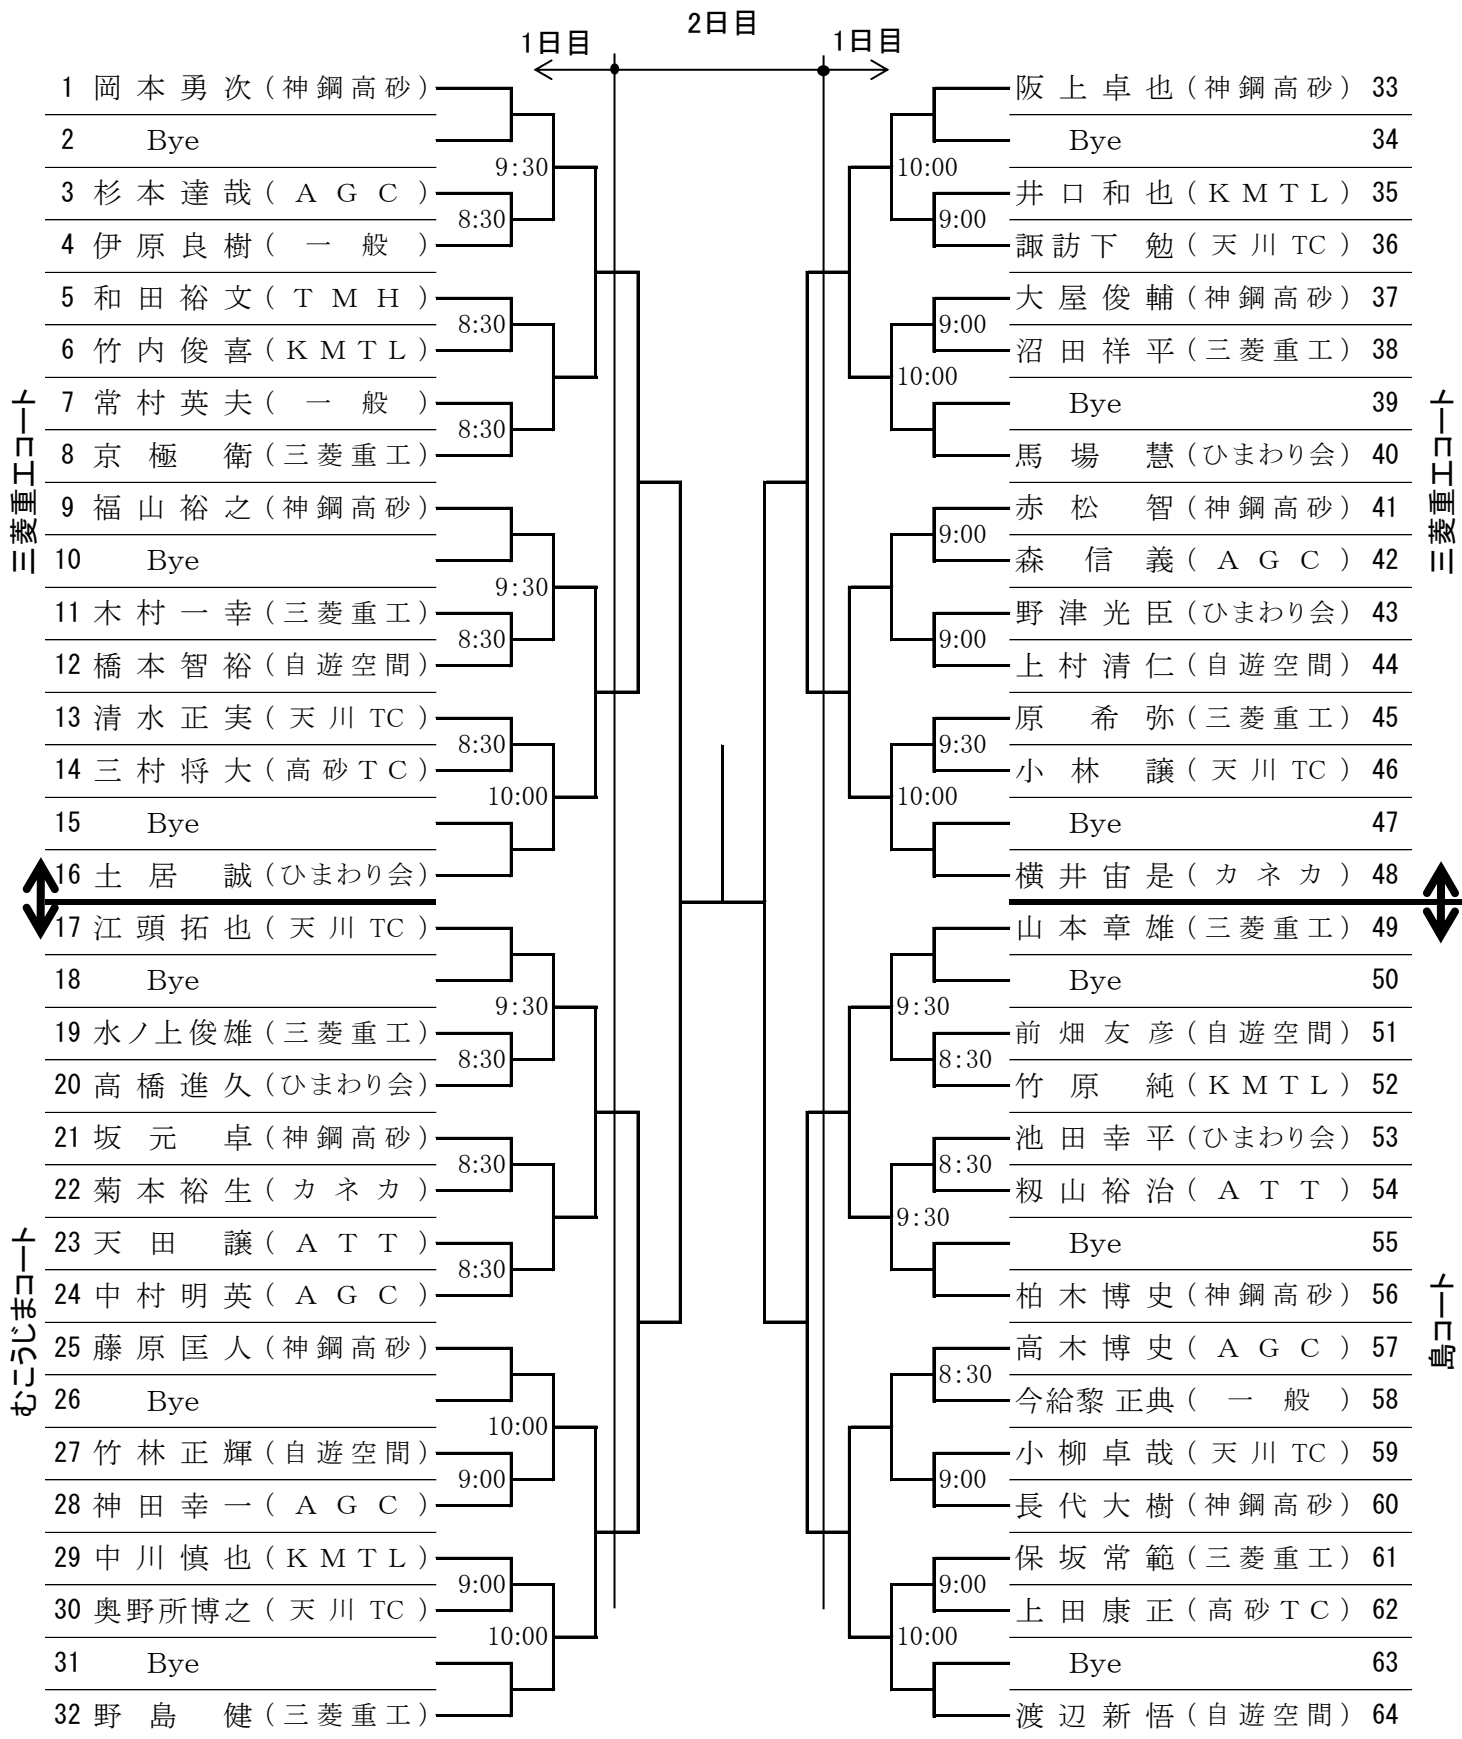 1日目 2日目 1日目
1 岡本勇次(神鋼高砂)
2 Bye
9:30
3 杉本達哉(AGC)
8:30
4 伊原良樹(一般)
5 和田裕文(TMH)
8:30
6 竹内俊喜(KMTL)
7 常村英夫(一般)
8:30
8 京極衛(三菱重工)
三菱重工コート
9 福山裕之(神鋼高砂)
10 Bye
9:30
11 木村一幸(三菱重工)
8:30
12 橋本智裕(自遊空間)
13 清水正実(天川TC)
8:30
14 三村将大(高砂TC)
10:00
15 Bye
16 土居誠(ひまわり会)
17 江頭拓也(天川TC)
18 Bye
9:30
19 水ノ上俊雄(三菱重工)
8:30
20 高橋進久(ひまわり会)
21 坂元卓(神鋼高砂)
8:30
22 菊本裕生(カネカ)
23 天田譲(ATT)
8:30
24 中村明英(AGC)
むこうじまコート
25 藤原匡人(神鋼高砂)
26 Bye
10:00
27 竹林正輝(自遊空間)
9:00
28 神田幸一(AGC)
29 中川慎也(KMTL)
9:00
30 奥野所博之(天川TC)
10:00
31 Bye
32 野島健(三菱重工)
阪上卓也(神鋼高砂) 33
Bye 34
10:00
井口和也(KMTL) 35
9:00
諏訪下勉(天川TC) 36
大屋俊輔(神鋼高砂) 37
9:00
沼田祥平(三菱重工) 38
10:00
Bye 39
馬場慧(ひまわり会) 40
三菱重工コート
赤松智(神鋼高砂) 41
9:00
森信義(AGC) 42
野津光臣(ひまわり会) 43
9:00
上村清仁(自遊空間) 44
原希弥(三菱重工) 45
9:30
小林譲(天川TC) 46
10:00
Bye 47
横井宙是(カネカ) 48
山本章雄(三菱重工) 49
Bye 50
9:30
前畑友彦(自遊空間) 51
8:30
竹原純(KMTL) 52
池田幸平(ひまわり会) 53
8:30
籾山裕治(ATT) 54
9:30
Bye 55
柏木博史(神鋼高砂) 56
島コート
高木博史(AGC) 57
8:30
今給黎正典(一般) 58
小柳卓哉(天川TC) 59
9:00
長代大樹(神鋼高砂) 60
保坂常範(三菱重工) 61
9:00
上田康正(高砂TC) 62
10:00
Bye 63
渡辺新悟(自遊空間) 64